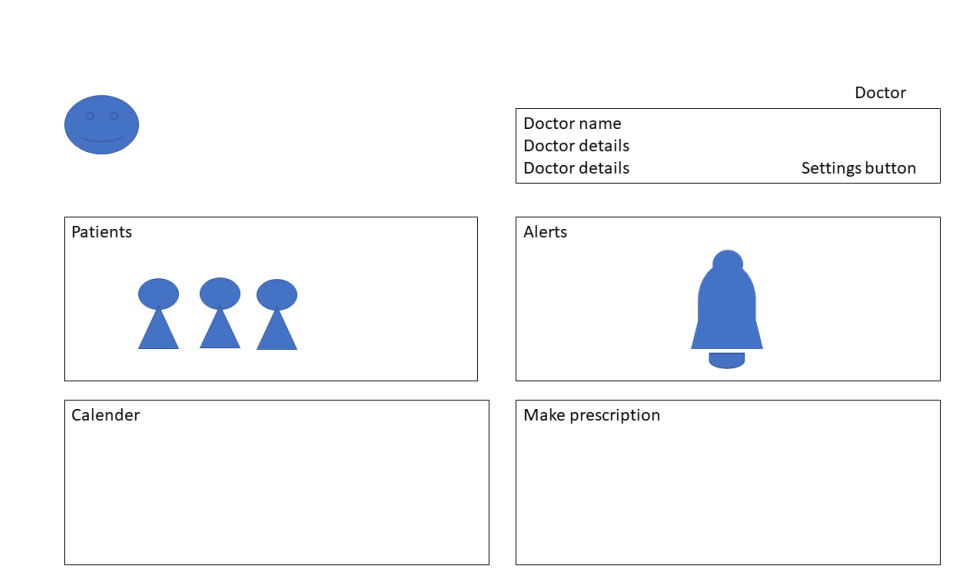 Doctor
Doctor name
Doctor details
Doctor details Settings button
Patients
Alerts
Calender
Make prescription